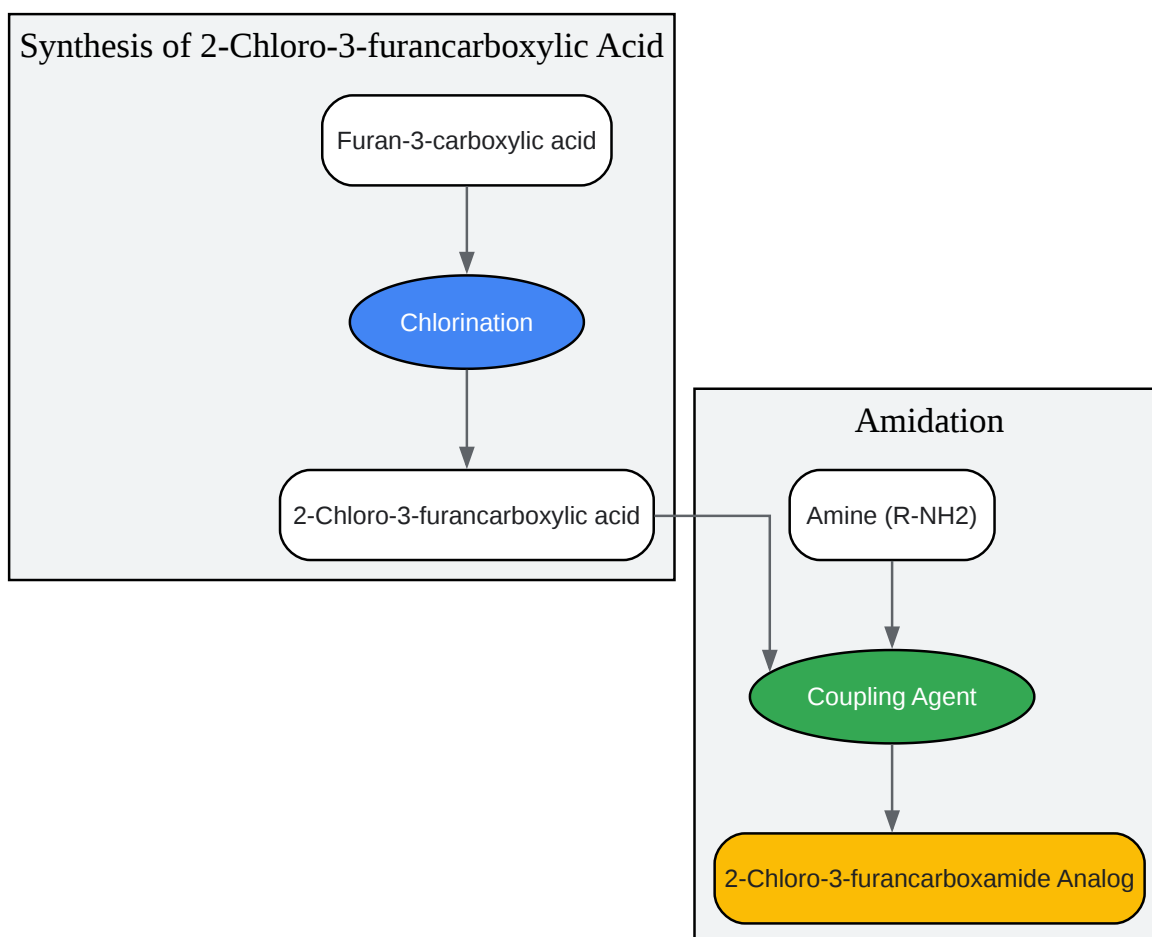 Synthesis of 2-Chloro-3-furancarboxylic Acid
Furan-3-carboxylic acid
Chlorination
2-Chloro-3-furancarboxylic acid
Amidation
Amine (R-NH2)
Coupling Agent
2-Chloro-3-furancarboxamide Analog